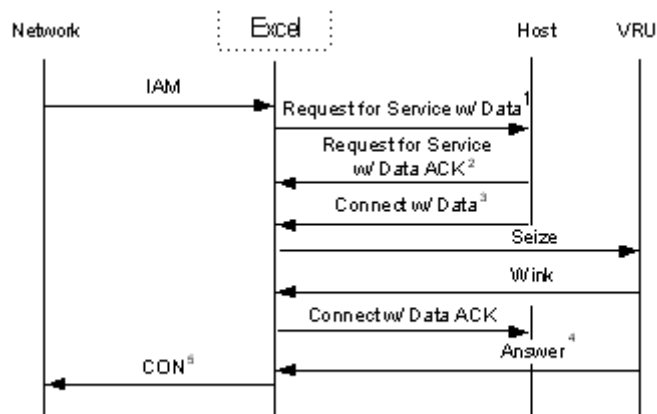 Network Excel Host VRU
IAM
Request for Service w/ Data¹
Request for Service
w/ Data ACK²
Connect w/ Data³
Seize
Wink
Connect w/ Data ACK
Answer⁴
CON⁵